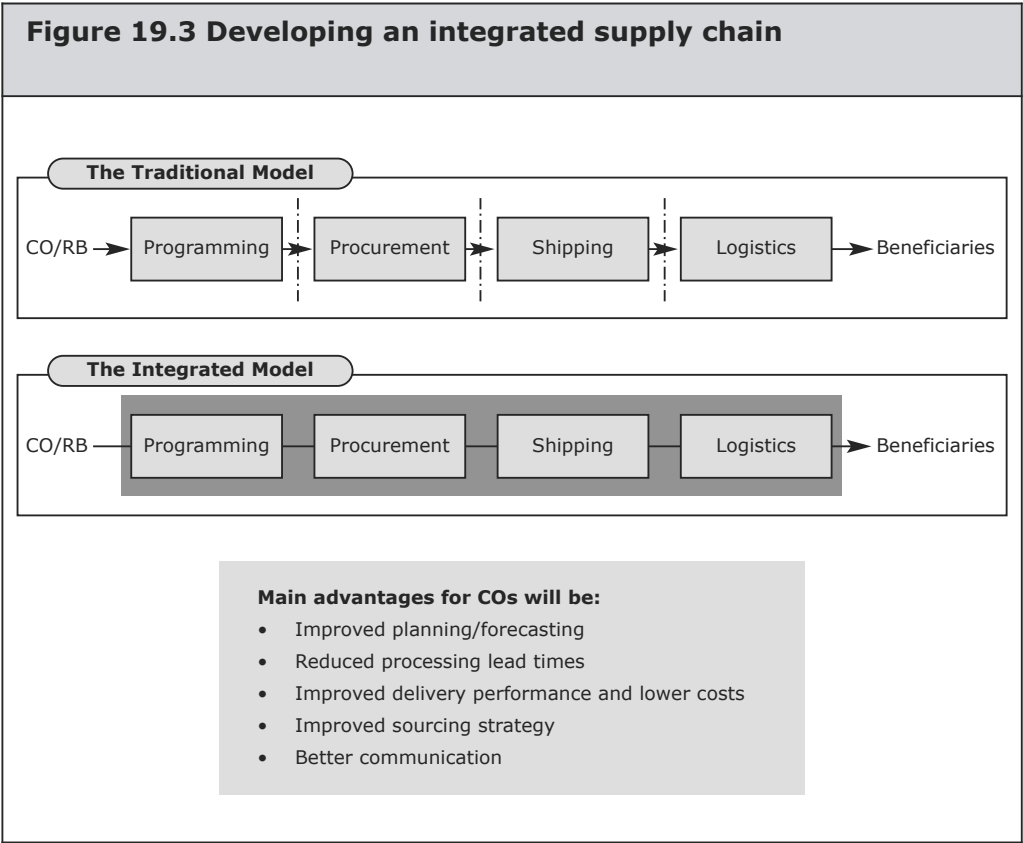 Figure 19.3 Developing an integrated supply chain
The Traditional Model
CO/RB Programming Procurement Shipping Logistics Beneficiaries
The Integrated Model
CO/RB Programming Procurement Shipping Logistics Beneficiaries
Main advantages for COs will be:
• Improved planning/forecasting
• Reduced processing lead times
• Improved delivery performance and lower costs
• Improved sourcing strategy
• Better communication